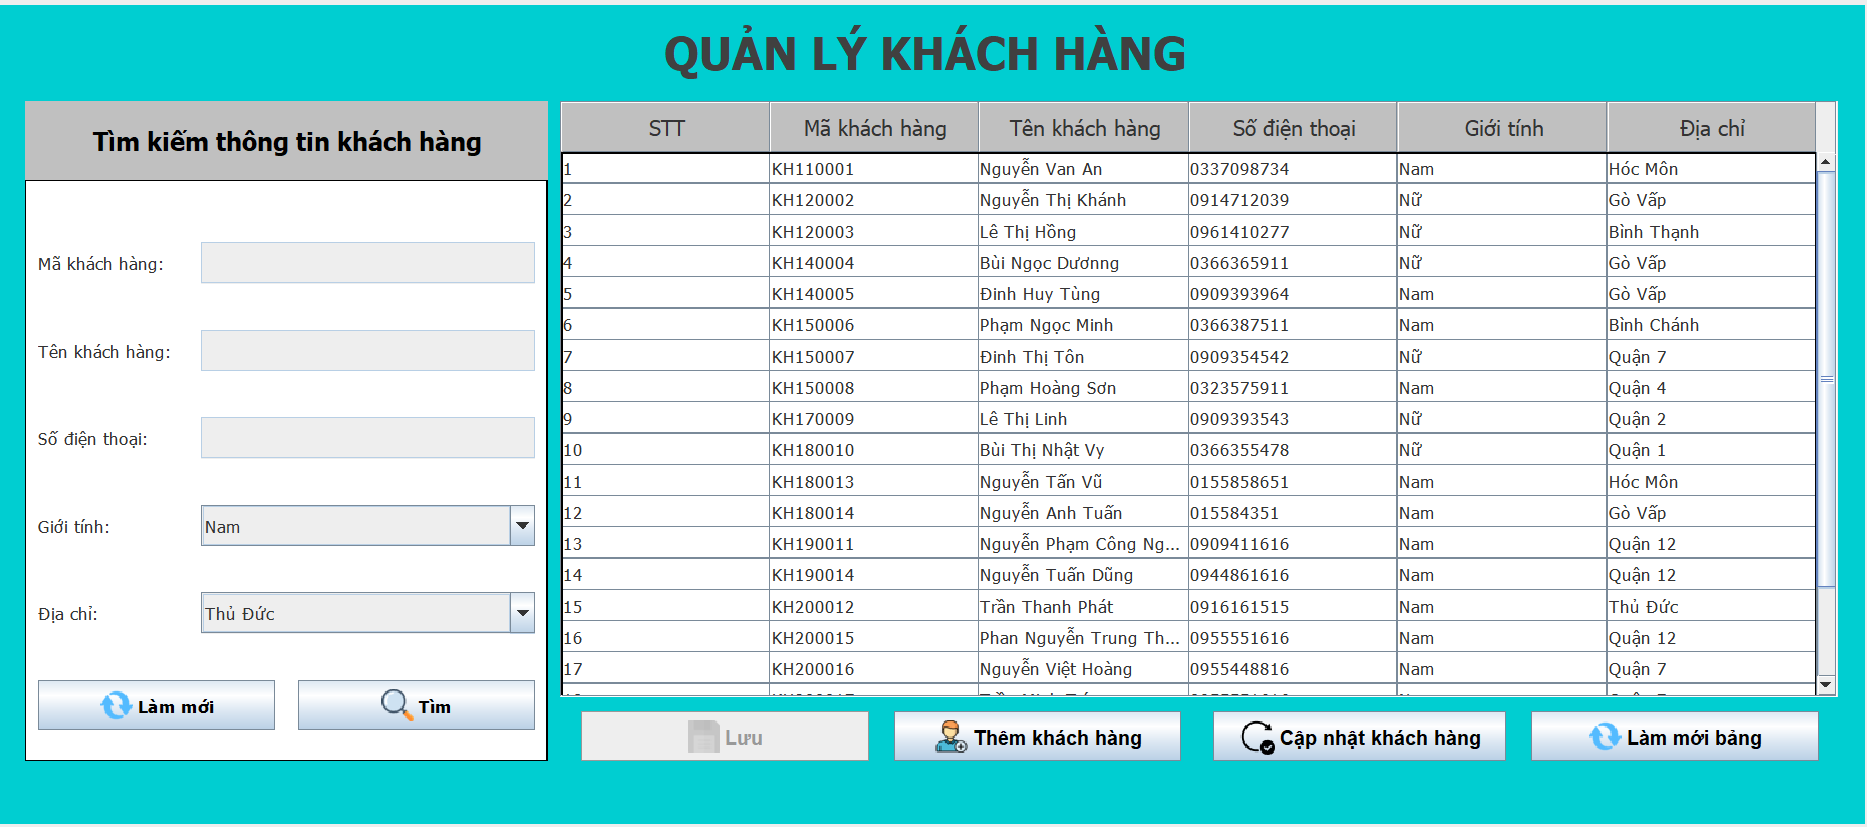 QUẢN LÝ KHÁCH HÀNG
Tìm kiếm thông tin khách hàng
Mã khách hàng:
Tên khách hàng:
Số điện thoại:
Giới tính: Nam
Địa chỉ: Thủ Đức
Làm mới Tìm
STT Mã khách hàng Tên khách hàng Số điện thoại Giới tính Địa chỉ
1 KH110001 Nguyễn Van An 0337098734 Nam Hóc Môn
2 KH120002 Nguyễn Thị Khánh 0914712039 Nữ Gò Vấp
3 KH120003 Lê Thị Hồng 0961410277 Nữ Bình Thạnh
4 KH140004 Bùi Ngọc Dươnng 0366365911 Nữ Gò Vấp
5 KH140005 Đinh Huy Tùng 0909393964 Nam Gò Vấp
6 KH150006 Phạm Ngọc Minh 0366387511 Nam Bình Chánh
7 KH150007 Đinh Thị Tôn 0909354542 Nữ Quận 7
8 KH150008 Phạm Hoàng Sơn 0323575911 Nam Quận 4
9 KH170009 Lê Thị Linh 0909393543 Nữ Quận 2
10 KH180010 Bùi Thị Nhật Vy 0366355478 Nữ Quận 1
11 KH180013 Nguyễn Tấn Vũ 0155858651 Nam Hóc Môn
12 KH180014 Nguyễn Anh Tuấn 015584351 Nam Gò Vấp
13 KH190011 Nguyễn Phạm Công Ng... 0909411616 Nam Quận 12
14 KH190014 Nguyễn Tuấn Dũng 0944861616 Nam Quận 12
15 KH200012 Trần Thanh Phát 0916161515 Nam Thủ Đức
16 KH200015 Phan Nguyễn Trung Th... 0955551616 Nam Quận 12
17 KH200016 Nguyễn Việt Hoàng 0955448816 Nam Quận 7
Lưu Thêm khách hàng Cập nhật khách hàng Làm mới bảng